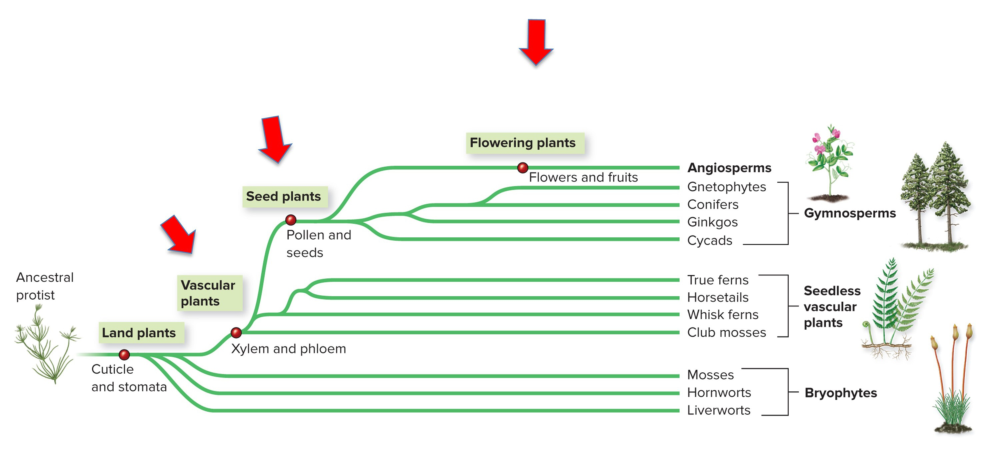 Flowering plants
Angiosperms
Flowers and fruits
Gnetophytes
Conifers
Ginkgos
Cycads
Gymnosperms
Seed plants
Pollen and
seeds
Ancestral
protist
Vascular
plants
True ferns
Horsetails
Whisk ferns
Club mosses
Seedless
vascular
plants
Land plants
Xylem and phloem
Cuticle
and stomata
Mosses
Hornworts
Liverworts
Bryophytes